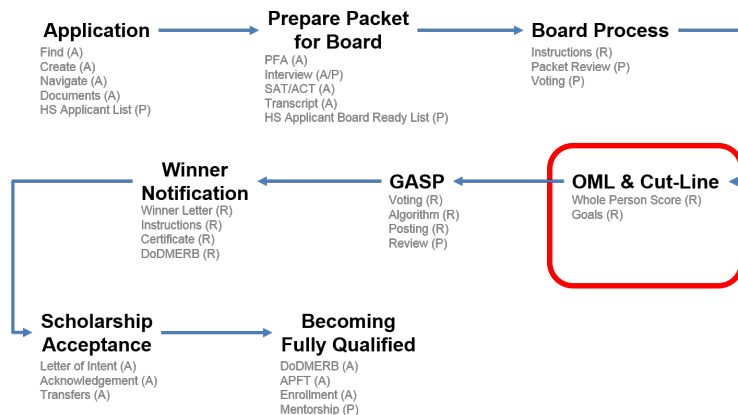 Application
Find (A)
Create (A)
Navigate (A)
Documents (A)
HS Applicant List (P)
Prepare Packet
for Board
PFA (A)
Interview (A/P)
SAT/ACT (A)
Transcript (A)
HS Applicant Board Ready List (P)
Board Process
Instructions (R)
Packet Review (P)
Voting (P)
Winner
Notification
Winner Letter (R)
Instructions (R)
Certificate (R)
DoDMERB (R)
GASP
Voting (R)
Algorithm (R)
Posting (R)
Review (P)
OML & Cut-Line
Whole Person Score (R)
Goals (R)
Scholarship
Acceptance
Letter of Intent (A)
Acknowledgement (A)
Transfers (A)
Becoming
Fully Qualified
DoDMERB (A)
APFT (A)
Enrollment (A)
Mentorship (P)